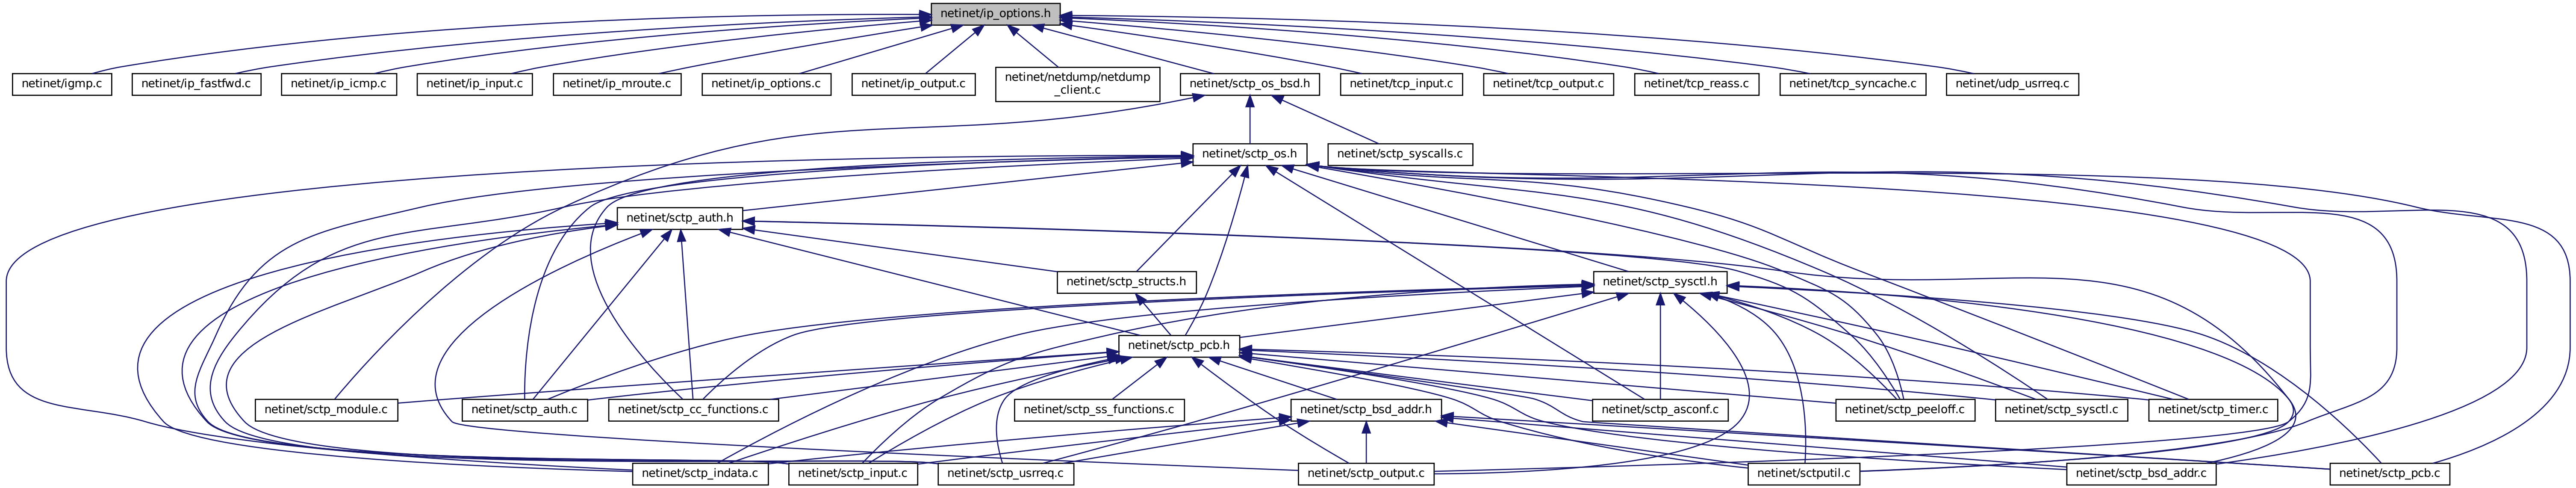 netinet/ip_options.h
netinet/igmp.c
netinet/ip_fastfwd.c
netinet/ip_icmp.c
netinet/ip_input.c
netinet/ip_mroute.c
netinet/ip_options.c
netinet/ip_output.c
netinet/netdump/netdump
_client.c
netinet/sctp_os_bsd.h
netinet/tcp_input.c
netinet/tcp_output.c
netinet/tcp_reass.c
netinet/tcp_syncache.c
netinet/udp_usrreq.c
netinet/sctp_os.h
netinet/sctp_syscalls.c
netinet/sctp_auth.h
netinet/sctp_structs.h
netinet/sctp_sysctl.h
netinet/sctp_pcb.h
netinet/sctp_module.c
netinet/sctp_auth.c
netinet/sctp_cc_functions.c
netinet/sctp_ss_functions.c
netinet/sctp_bsd_addr.h
netinet/sctp_asconf.c
netinet/sctp_peeloff.c
netinet/sctp_sysctl.c
netinet/sctp_timer.c
netinet/sctp_indata.c
netinet/sctp_input.c
netinet/sctp_usrreq.c
netinet/sctp_output.c
netinet/sctputil.c
netinet/sctp_bsd_addr.c
netinet/sctp_pcb.c